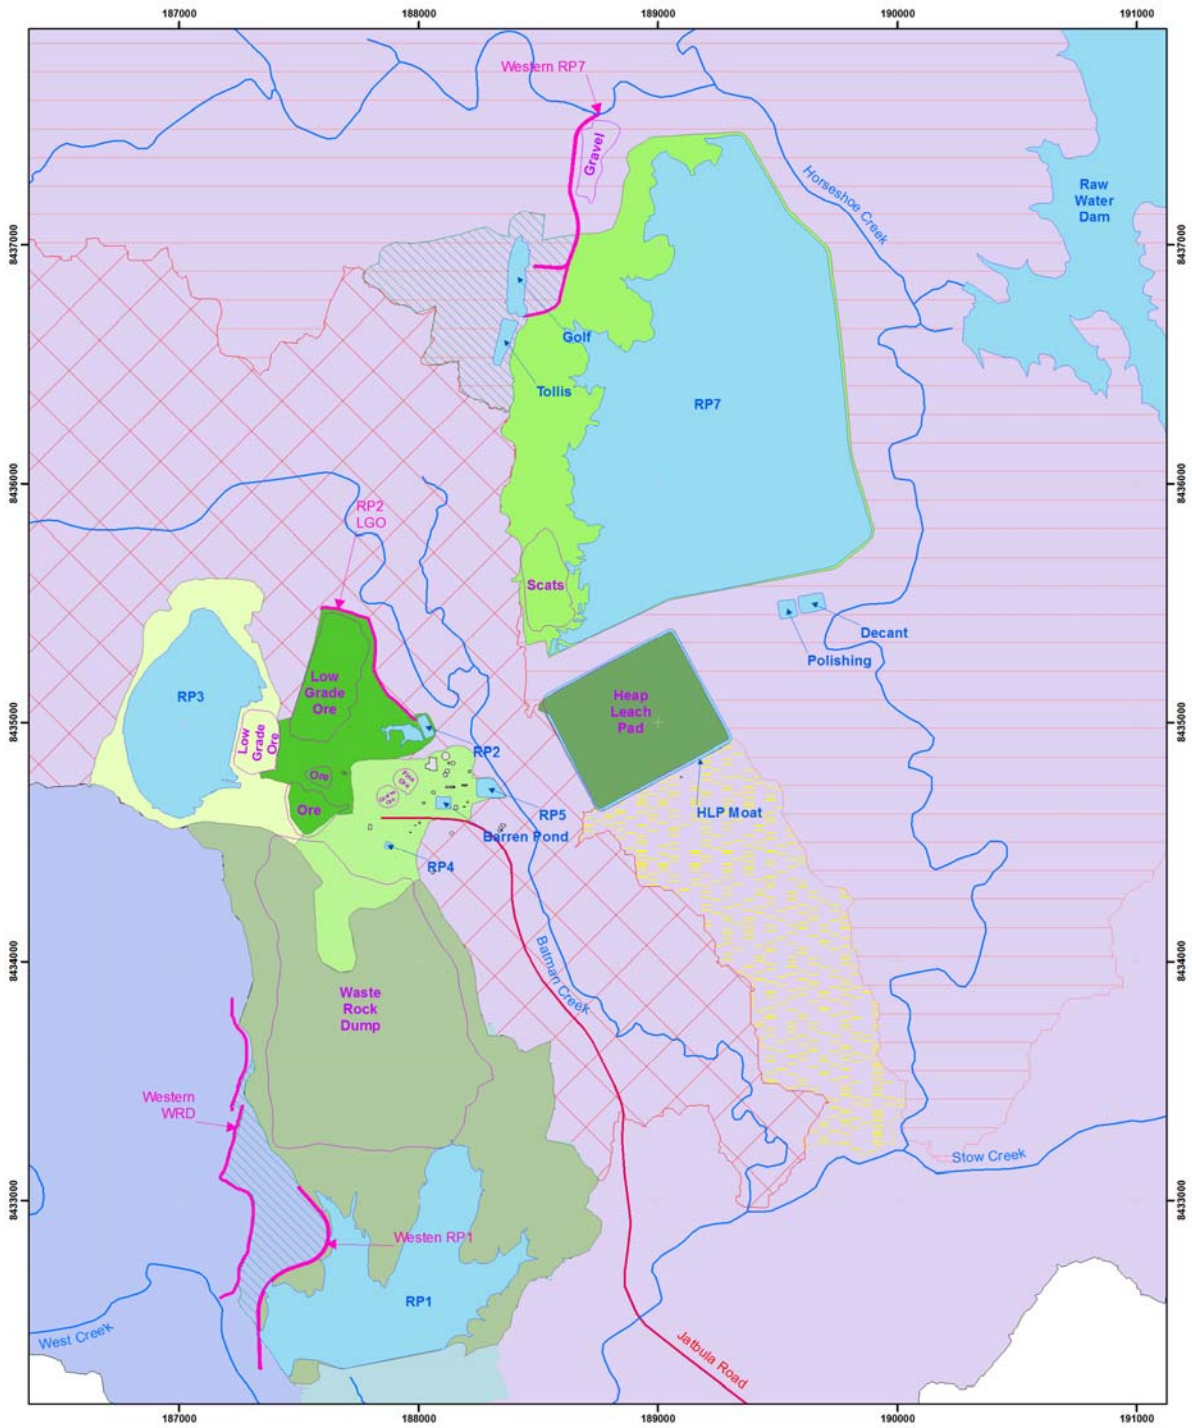 187000 188000 189000 190000 191000
Western RP7
Gravel
Horseshoe Creek
Raw
Water
Dam
8437000
8437000
Golf
Tollis
RP7
8436000
8436000
RP2
LGO
Scats
Decant
Polishing
RP3
Low
Grade
Ore
Heap
Leach
Pad
Low
Grade
Ore
8435000
8435000
RP2
Ore
Ore
RP5
HLP Moat
Barren Pond
RP4
8434000
8434000
Batman Creek
Waste
Rock
Dump
Western
WRD
Stow Creek
8433000
8433000
Westen RP1
RP1
West Creek
Jatbula Road
187000 188000 189000 190000 191000